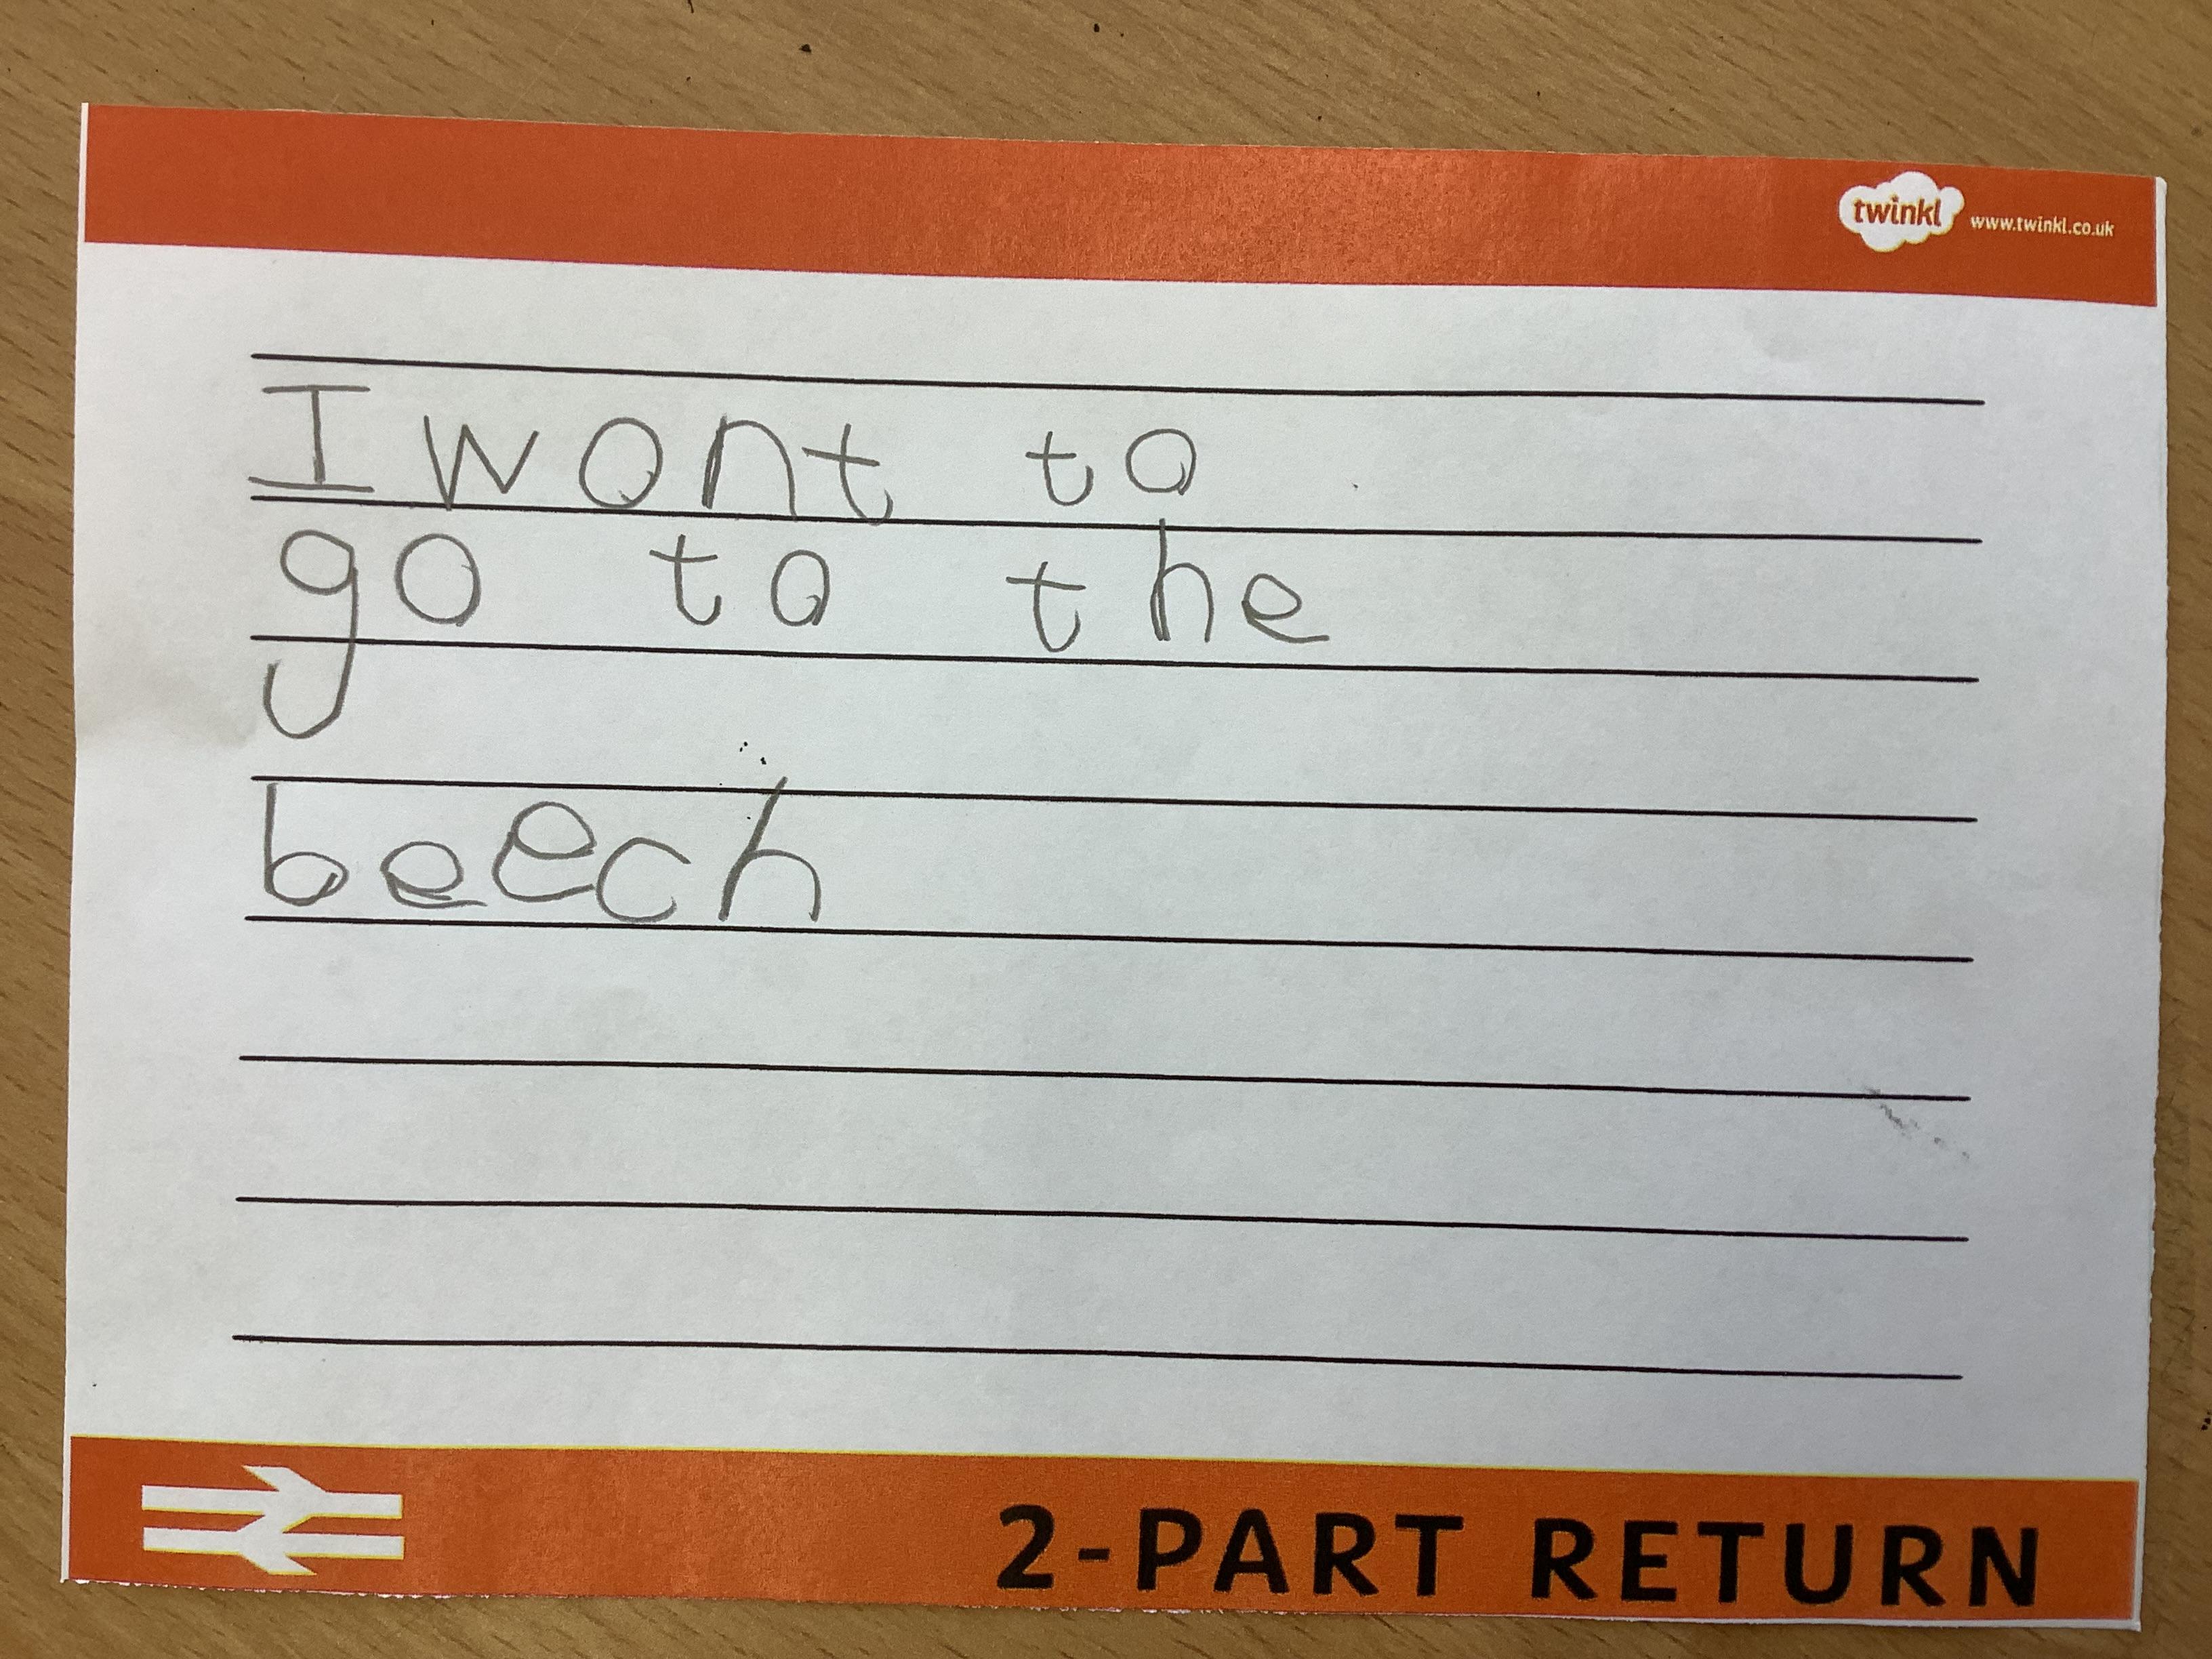 twinkl www.twinkl.co.uk
I wont to
go to the
beech
2-PART RETURN